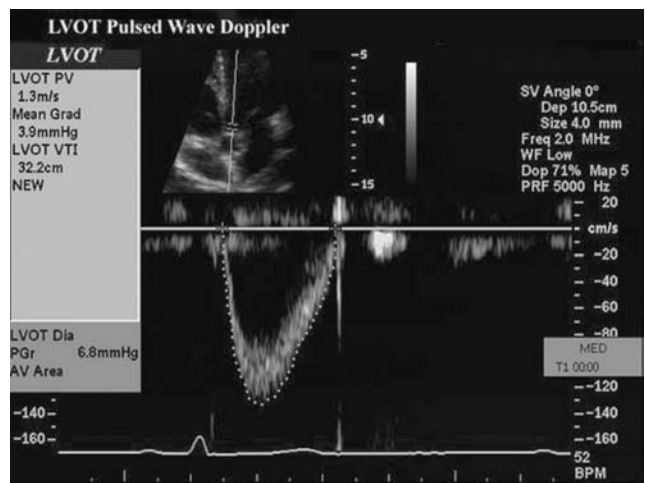 LVOT Pulsed Wave Doppler
LVOT
LVOT PV
1.3m/s
Mean Grad
3.9mmHg
LVOT VTI
32.2cm
NEW
-5
-10
-15
SV Angle 0°
Dep 10.5cm
Size 4.0 mm
Freq 2.0 MHz
WF Low
Dop 71% Map 5
PRF 5000 Hz
20
cm/s
-20
-40
-60
-80
MED
T1 00:00
-120
-140
-160
LVOT Dia
PGr 6.8mmHg
AV Area
-140
-160
52
BPM